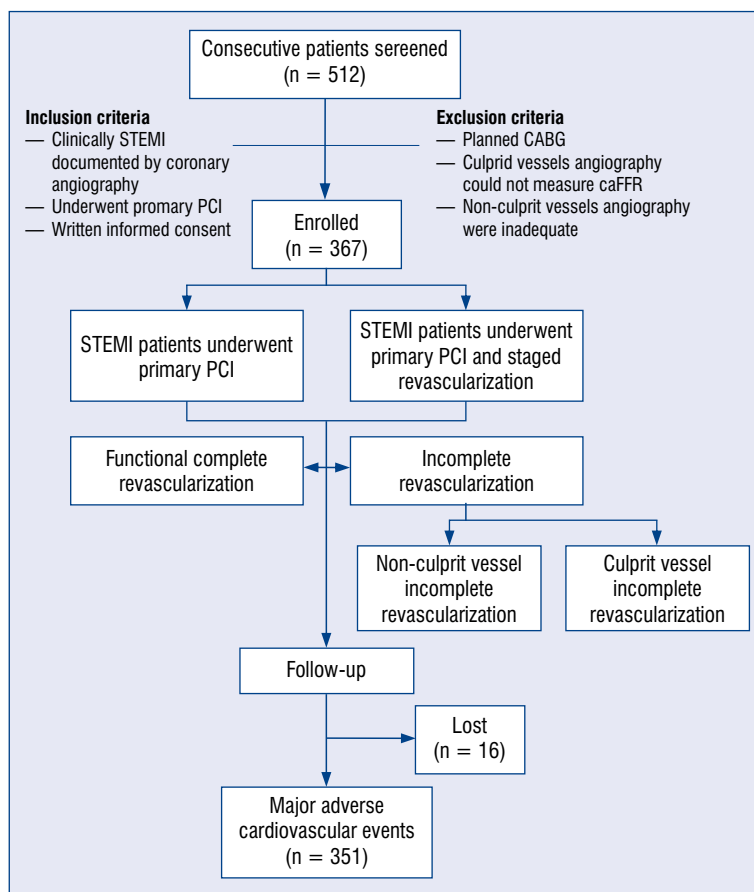 Consecutive patients sereened
(n = 512)
Inclusion criteria
— Clinically STEMI
documented by coronary
angiography
— Underwent promary PCI
— Written informed consent
Exclusion criteria
— Planned CABG
— Culprid vessels angiography
could not measure caFFR
— Non-culprit vessels angiography
were inadequate
Enrolled
(n = 367)
STEMI patients underwent
primary PCI
STEMI patients underwent
primary PCI and staged
revascularization
Functional complete
revascularization
Incomplete
revascularization
Non-culprit vessel
incomplete
revascularization
Culprit vessel
incomplete
revascularization
Follow-up
Lost
(n = 16)
Major adverse
cardiovascular events
(n = 351)